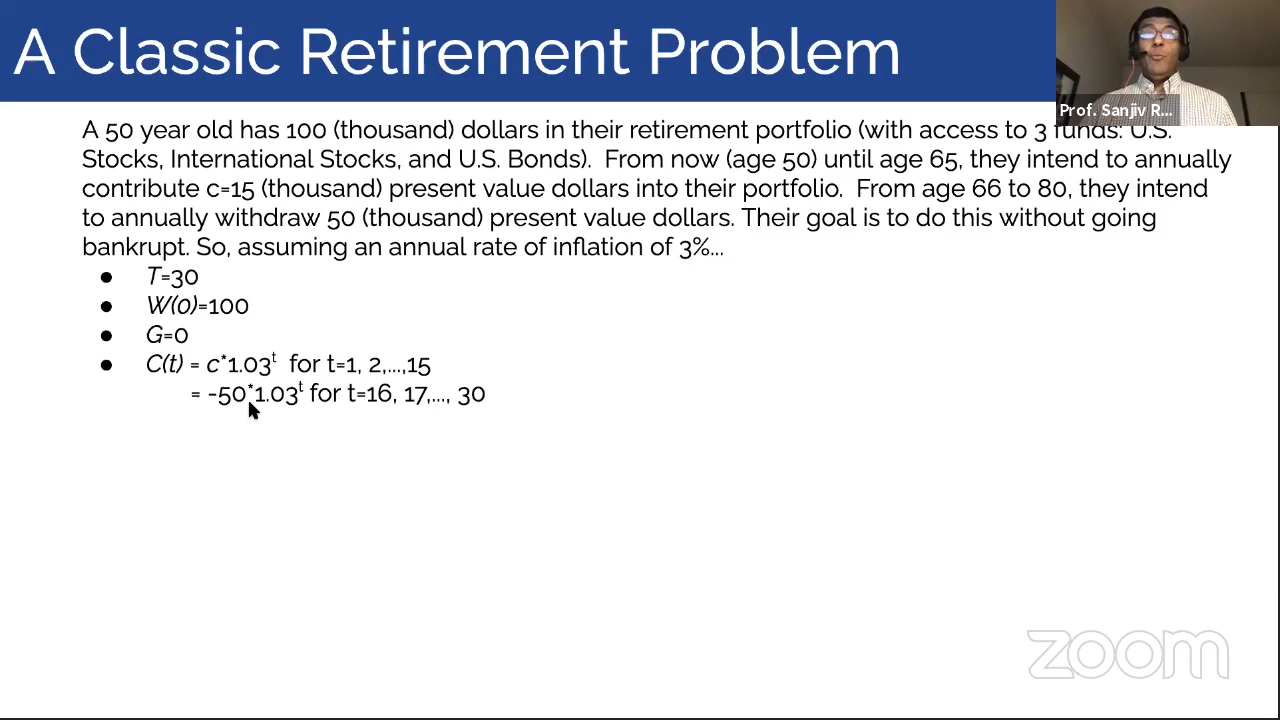 A Classic Retirement Problem
Prof. Sanjiv R...
A 50 year old has 100 (thousand) dollars in their retirement portfolio (with access to 3 funds: U.S.
Stocks, International Stocks, and U.S. Bonds).  From now (age 50) until age 65, they intend to annually
contribute c=15 (thousand) present value dollars into their portfolio.  From age 66 to 80, they intend
to annually withdraw 50 (thousand) present value dollars. Their goal is to do this without going
bankrupt. So, assuming an annual rate of inflation of 3%...
● T=30
● W(0)=100
● G=0
● C(t) = c*1.03^t  for t=1, 2,...,15
= -50*1.03^t for t=16, 17,..., 30
zoom